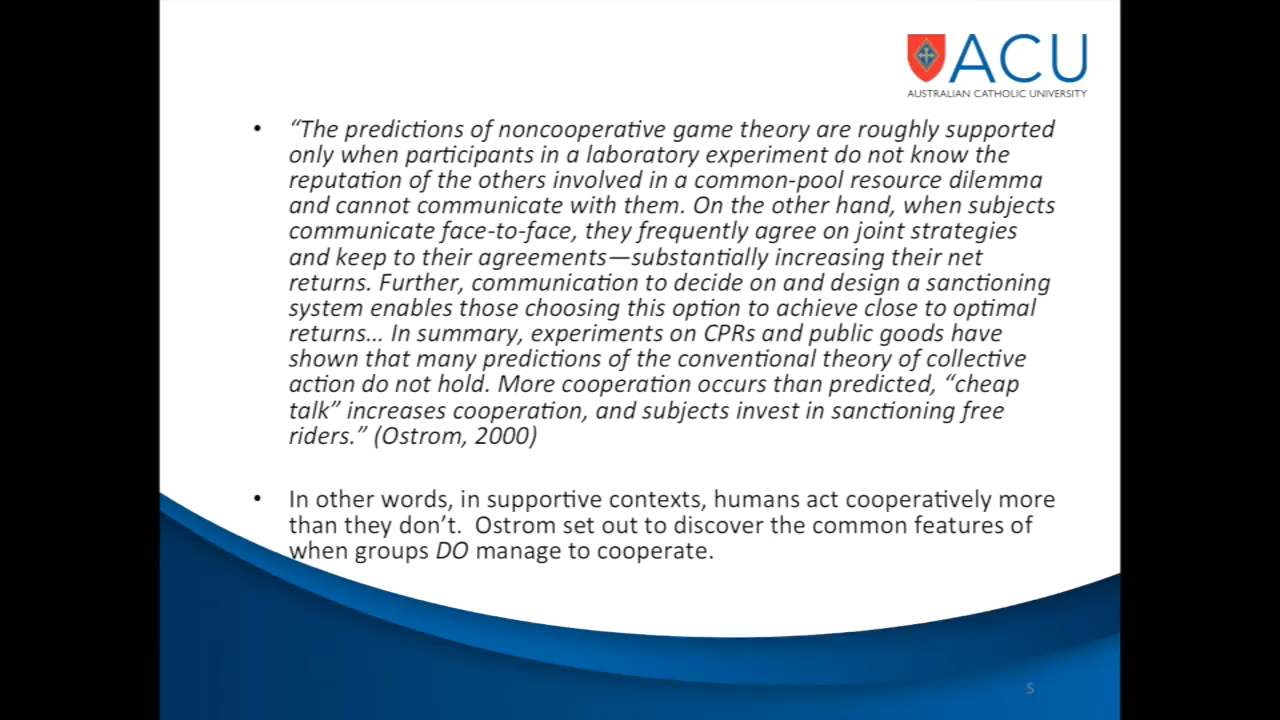 ACU
AUSTRALIAN CATHOLIC UNIVERSITY
• “The predictions of noncooperative game theory are roughly supported
only when participants in a laboratory experiment do not know the
reputation of the others involved in a common-pool resource dilemma
and cannot communicate with them. On the other hand, when subjects
communicate face-to-face, they frequently agree on joint strategies
and keep to their agreements—substantially increasing their net
returns. Further, communication to decide on and design a sanctioning
system enables those choosing this option to achieve close to optimal
returns… In summary, experiments on CPRs and public goods have
shown that many predictions of the conventional theory of collective
action do not hold. More cooperation occurs than predicted, “cheap
talk” increases cooperation, and subjects invest in sanctioning free
riders.” (Ostrom, 2000)
• In other words, in supportive contexts, humans act cooperatively more
than they don’t.  Ostrom set out to discover the common features of
when groups DO manage to cooperate.
5